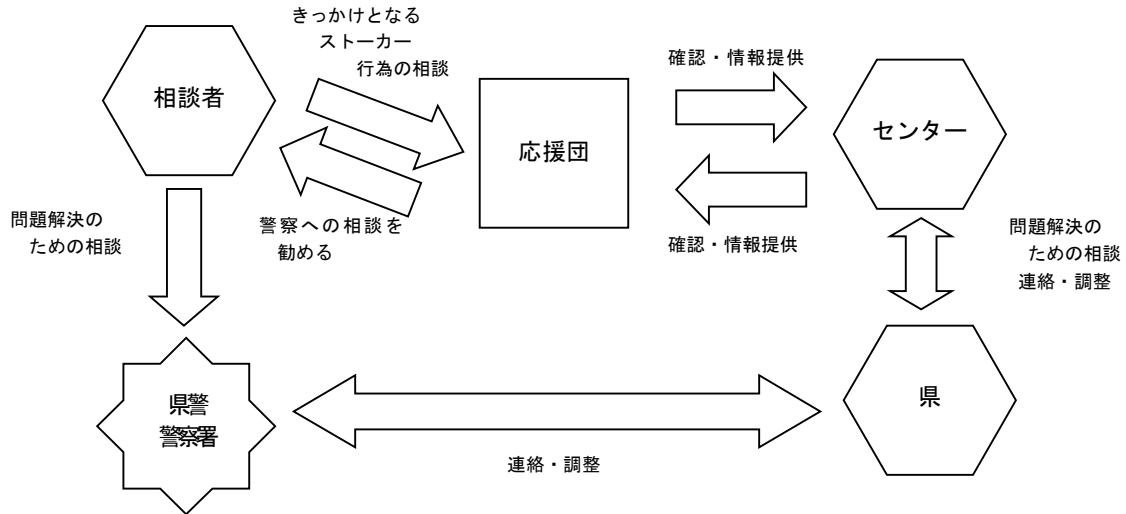 きっかけとなる
ストーカー
行為の相談
相談者
応援団
確認・情報提供
センター
問題解決の
ための相談
警察への相談を
勧める
確認・情報提供
問題解決の
ための相談
連絡・調整
県警
警察署
連絡・調整
県